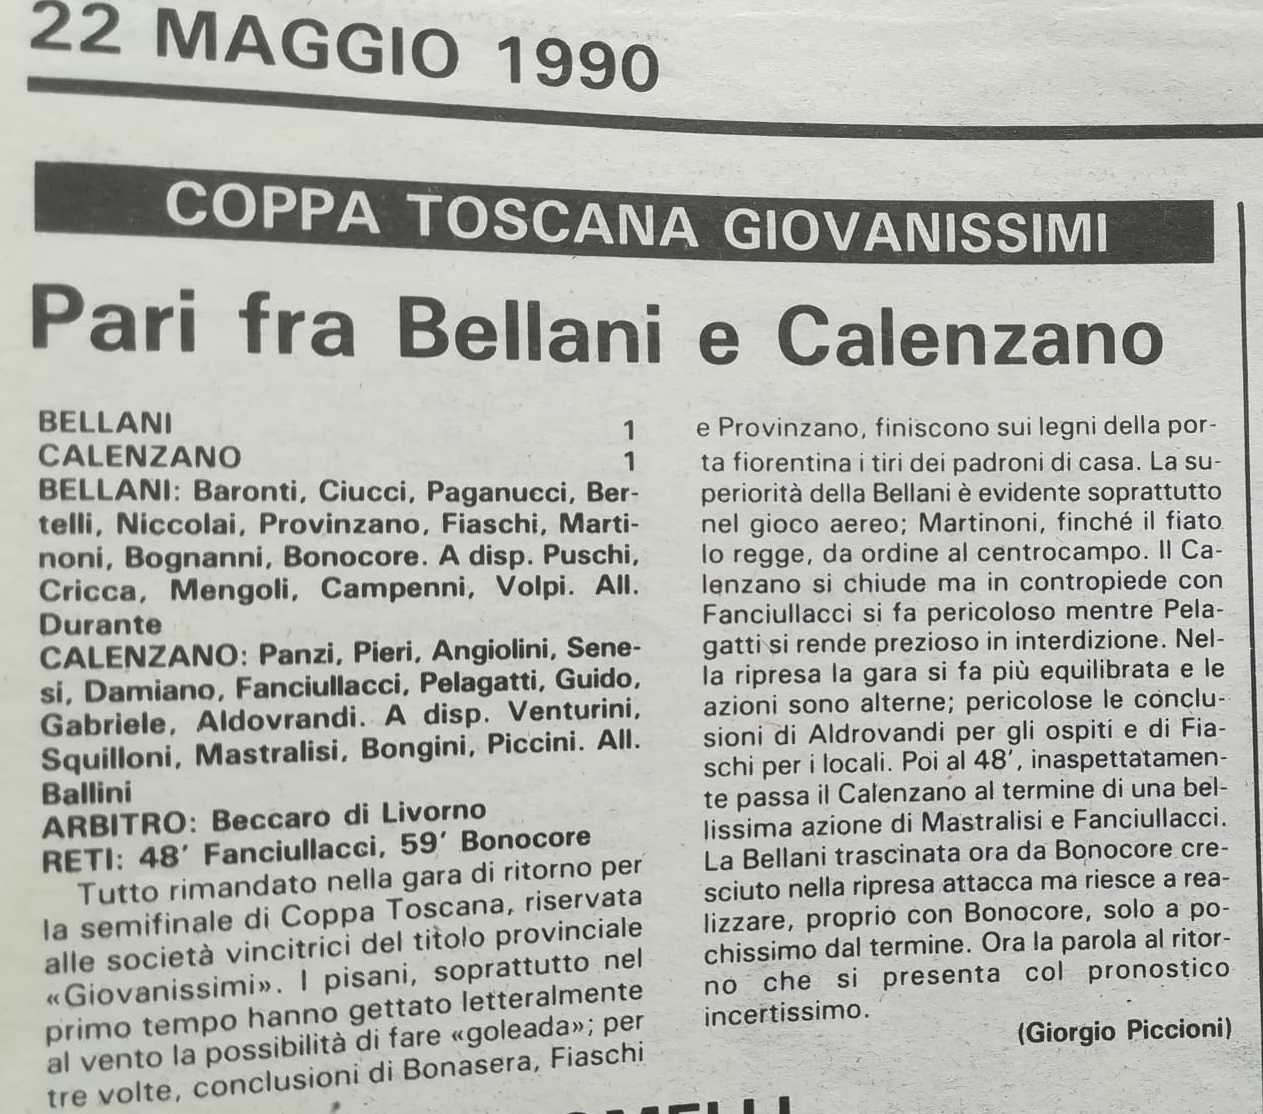 22 MAGGIO 1990
COPPA TOSCANA GIOVANISSIMI
Pari fra Bellani e Calenzano
BELLANI 1
CALENZANO 1
BELLANI: Baronti, Ciucci, Paganucci, Ber-
telli, Niccolai, Provinzano, Fiaschi, Marti-
noni, Bognanni, Bonocore. A disp. Puschi,
Cricca, Mengoli, Campenni, Volpi. All.
Durante
CALENZANO: Panzi, Pieri, Angiolini, Sene-
si, Damiano, Fanciullacci, Pelagatti, Guido,
Gabriele, Aldovrandi. A disp. Venturini,
Squilloni, Mastralisi, Bongini, Piccini. All.
Ballini
ARBITRO: Beccaro di Livorno
RETI: 48' Fanciullacci, 59' Bonocore
Tutto rimandato nella gara di ritorno per
la semifinale di Coppa Toscana, riservata
alle società vincitrici del titolo provinciale
«Giovanissimi». I pisani, soprattutto nel
primo tempo hanno gettato letteralmente
al vento la possibilità di fare «goleada»; per
tre volte, conclusioni di Bonasera, Fiaschi
e Provinzano, finiscono sui legni della por-
ta fiorentina i tiri dei padroni di casa. La su-
periorità della Bellani è evidente soprattutto
nel gioco aereo; Martinoni, finché il fiato
lo regge, da ordine al centrocampo. Il Ca-
lenzano si chiude ma in contropiede con
Fanciullacci si fa pericoloso mentre Pela-
gatti si rende prezioso in interdizione. Nel-
la ripresa la gara si fa più equilibrata e le
azioni sono alterne; pericolose le conclu-
sioni di Aldrovandi per gli ospiti e di Fia-
schi per i locali. Poi al 48', inaspettatamen-
te passa il Calenzano al termine di una bel-
lissima azione di Mastralisi e Fanciullacci.
La Bellani trascinata ora da Bonocore cre-
sciuto nella ripresa attacca ma riesce a rea-
lizzare, proprio con Bonocore, solo a po-
chissimo dal termine. Ora la parola al ritor-
no che si presenta col pronostico
incertissimo.
(Giorgio Piccioni)